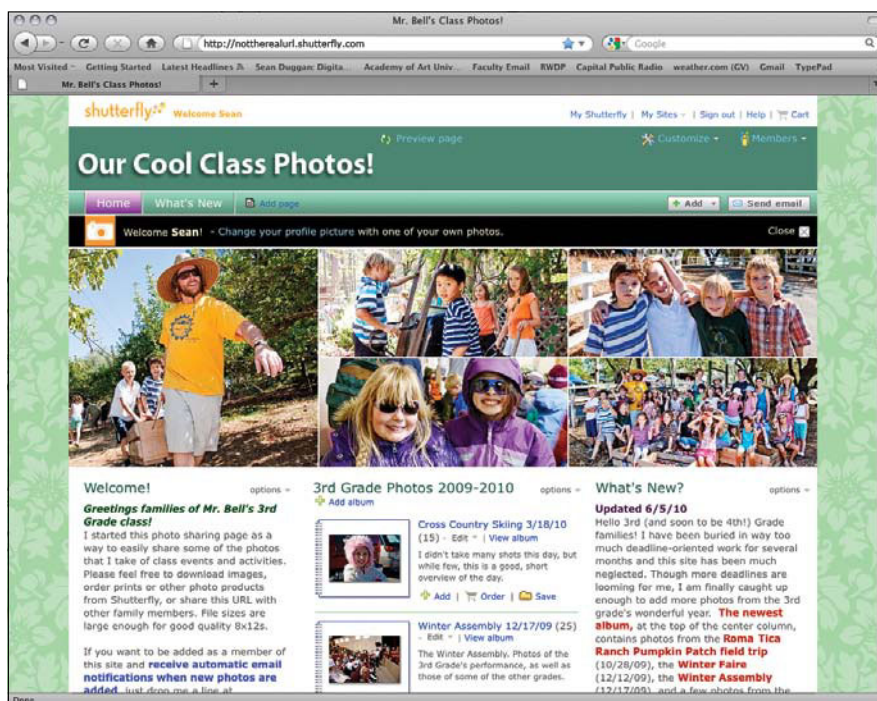 Mr. Bell's Class Photos!
http://nottherealurl.shutterfly.com
Google
Most Visited
Getting Started
Latest Headlines
Sean Duggan: Digita...
Academy of Art Univ...
Faculty Email
RWDP
Capital Public Radio
weather.com (GV)
Gmail
TypePad
Mr. Bell's Class Photos!
+
shutterfly
Welcome Sean
My Shutterfly | My Sites | Sign out | Help | Cart
Preview page
Customize
Members
Our Cool Class Photos!
Home
What's New
Add page
+ Add
Send email
Welcome Sean! - Change your profile picture with one of your own photos.
Close
Welcome!
options
Greetings families of Mr. Bell's 3rd
Grade class!
I started this photo sharing page as a
way to easily share some of the photos
that I take of class events and activities.
Please feel free to download images,
order prints or other photo products
from Shutterfly, or share this URL with
other family members. File sizes are
large enough for good quality 8x12s.
If you want to be added as a member of
this site and receive automatic email
notifications when new photos are
added, just drop me a line at
3rd Grade Photos 2009-2010
options
Add album
Cross Country Skiing 3/18/10
(15) - Edit | View album
I didn't take many shots this day, but
while few, this is a good, short
overview of the day.
Add | Order | Save
Winter Assembly 12/17/09 (25)
- Edit | View album
The Winter Assembly. Photos of the
3rd Grade's performance, as well as
those of some of the other grades.
What's New?
options
Updated 6/5/10
Hello 3rd (and soon to be 4th!) Grade
families! I have been buried in way too
much deadline-oriented work for several
months and this site has been much
neglected. Though more deadlines are
looming for me, I am finally caught up
enough to add more photos from the 3rd
grade's wonderful year. The newest
album, at the top of the center column,
contains photos from the Roma Tica
Ranch Pumpkin Patch field trip
(10/28/09), the Winter Faire
(12/12/09), the Winter Assembly
(12/17/09), and a few photos from the
Done